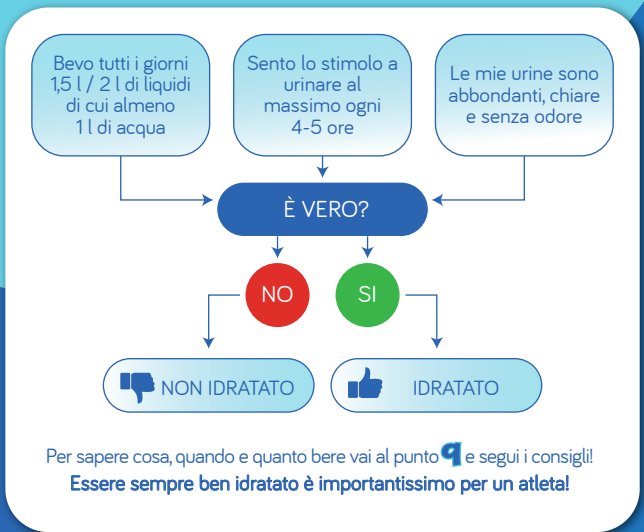 Bevo tutti i giorni
1,5 l / 2 l di liquidi
di cui almeno
1 l di acqua
Sento lo stimolo a
urinare al
massimo ogni
4-5 ore
Le mie urine sono
abbondanti, chiare
e senza odore
È VERO?
NO
SI
NON IDRATATO
IDRATATO
Per sapere cosa, quando e quanto bere vai al punto 9 e segui i consigli!
Essere sempre ben idratato è importantissimo per un atleta!